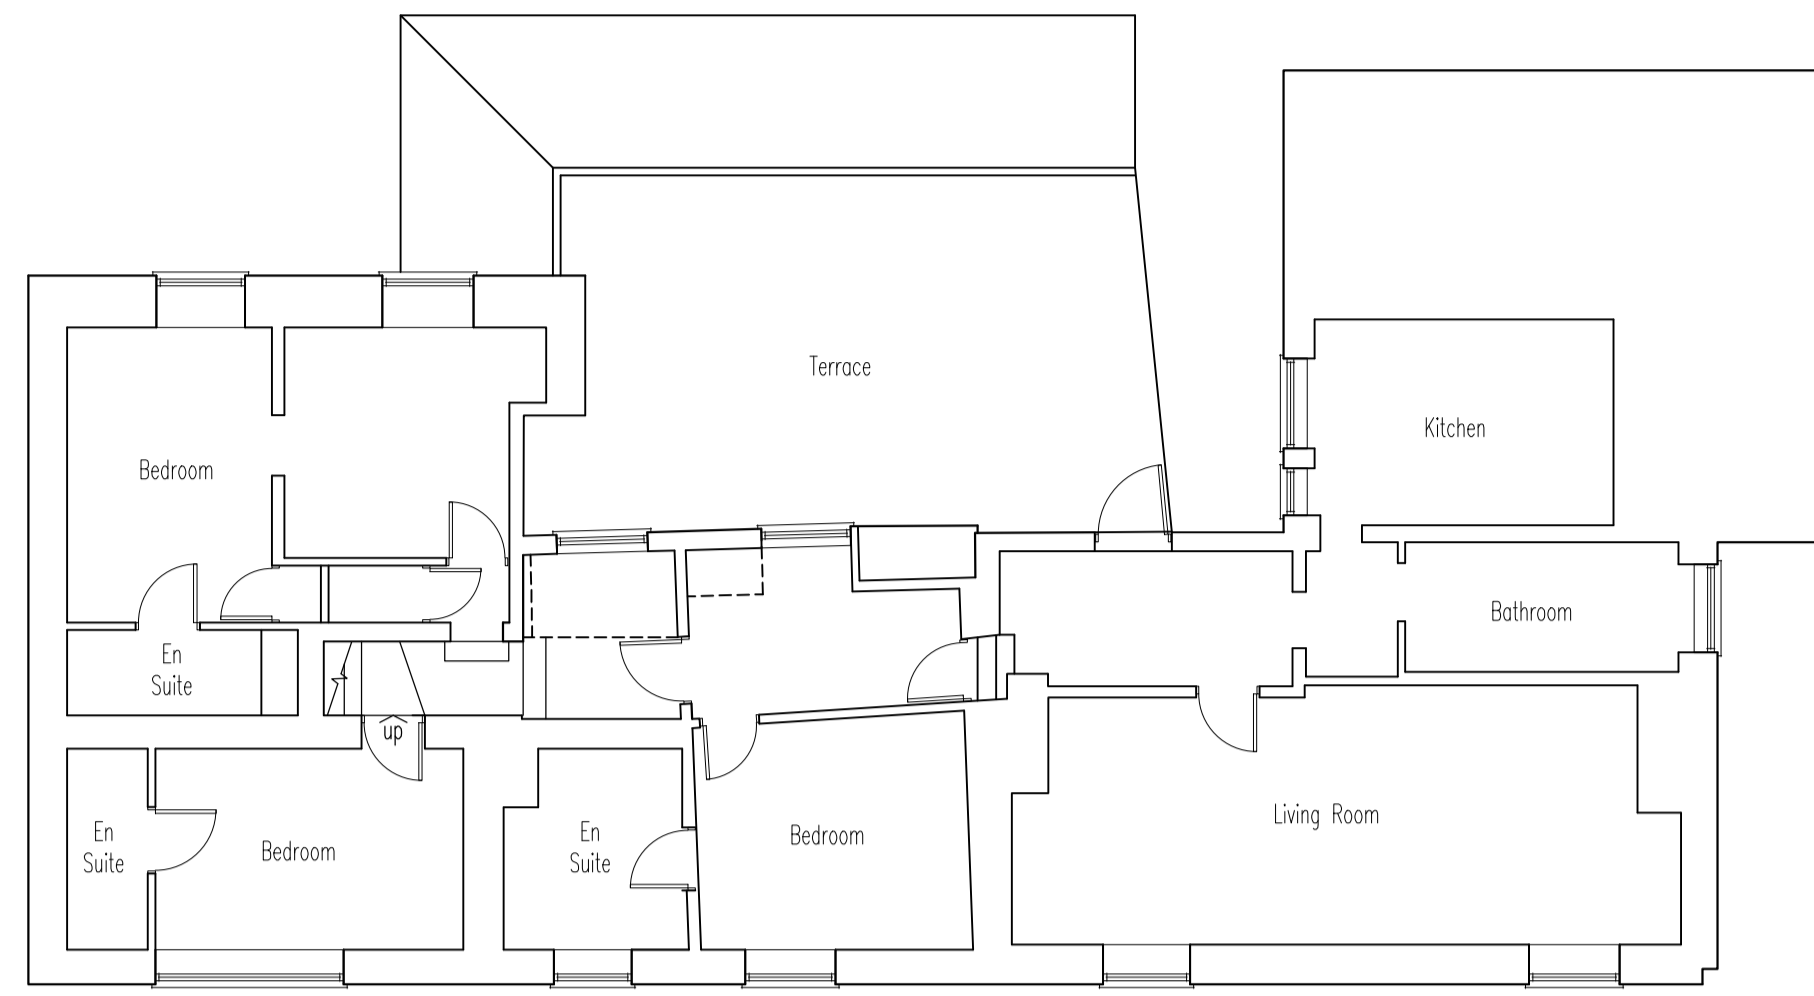 Terrace
Kitchen
Bedroom
Bathroom
En
Suite
up
Living Room
En
Suite
Bedroom
En
Suite
Bedroom